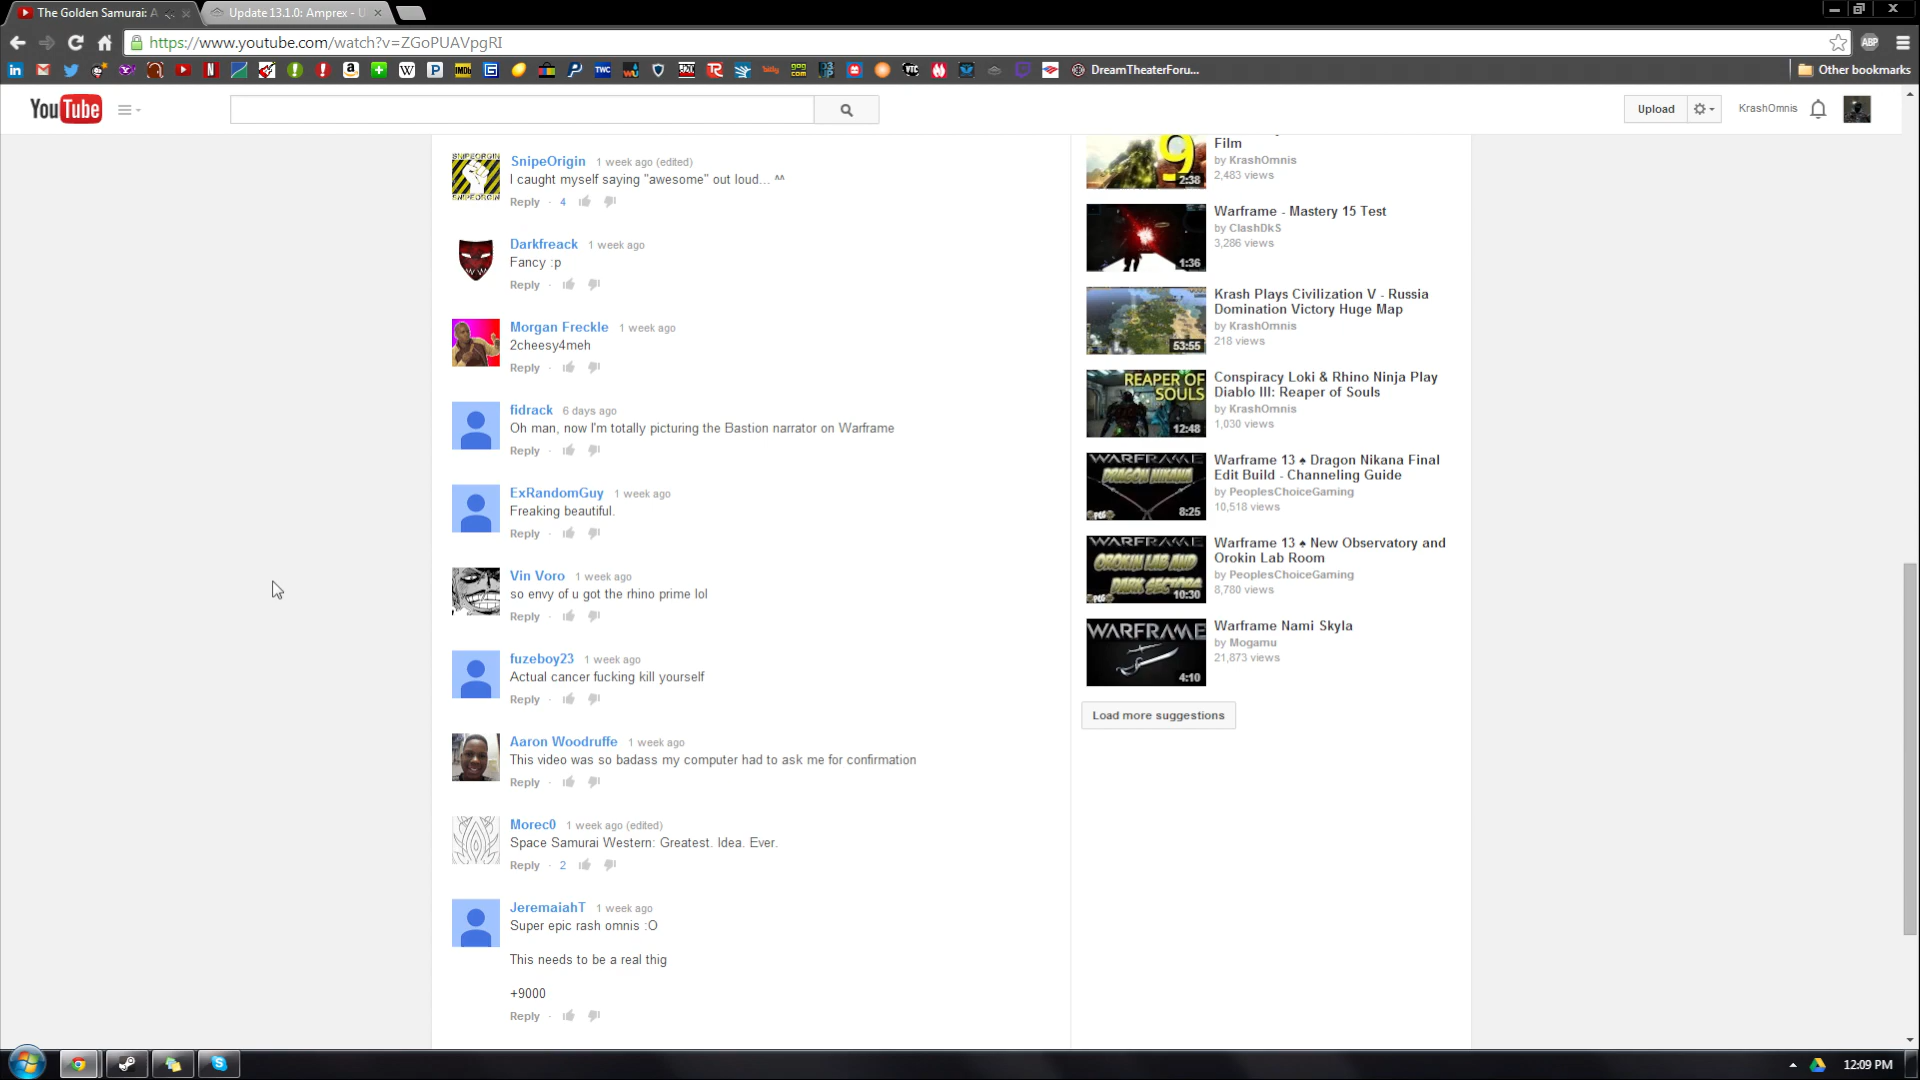 The Golden Samurai: A
Update 13.1.0: Amprex - U
https://www.youtube.com/watch?v=ZGoPUAVpgRI
ABP
DreamTheaterForu...
Other bookmarks
YouTube
Upload
KrashOmnis
SnipeOrigin 1 week ago (edited)
I caught myself saying "awesome" out loud... ^^
Reply · 4
Darkfreack 1 week ago
Fancy :p
Reply ·
Morgan Freckle 1 week ago
2cheesy4meh
Reply ·
fidrack 6 days ago
Oh man, now I'm totally picturing the Bastion narrator on Warframe
Reply ·
ExRandomGuy 1 week ago
Freaking beautiful.
Reply ·
Vin Voro 1 week ago
so envy of u got the rhino prime lol
Reply ·
fuzeboy23 1 week ago
Actual cancer fucking kill yourself
Reply ·
Aaron Woodruffe 1 week ago
This video was so badass my computer had to ask me for confirmation
Reply ·
Morec0 1 week ago (edited)
Space Samurai Western: Greatest. Idea. Ever.
Reply · 2
JeremaiahT 1 week ago
Super epic rash omnis :O
This needs to be a real thig
+9000
Reply ·
9
2:38
Film
by KrashOmnis
2,483 views
1:36
Warframe - Mastery 15 Test
by ClashDkS
3,286 views
53:55
Krash Plays Civilization V - Russia
Domination Victory Huge Map
by KrashOmnis
218 views
REAPER OF
SOULS
12:48
Conspiracy Loki & Rhino Ninja Play
Diablo III: Reaper of Souls
by KrashOmnis
1,030 views
WARFRAME
DRAGON NIKANA
8:25
Warframe 13 ♠ Dragon Nikana Final
Edit Build - Channeling Guide
by PeoplesChoiceGaming
10,518 views
WARFRAME
OROKIN LAB AND
DARK SECTORS
10:30
Warframe 13 ♠ New Observatory and
Orokin Lab Room
by PeoplesChoiceGaming
8,780 views
WARFRAME
4:10
Warframe Nami Skyla
by Mogamu
21,873 views
Load more suggestions
12:09 PM